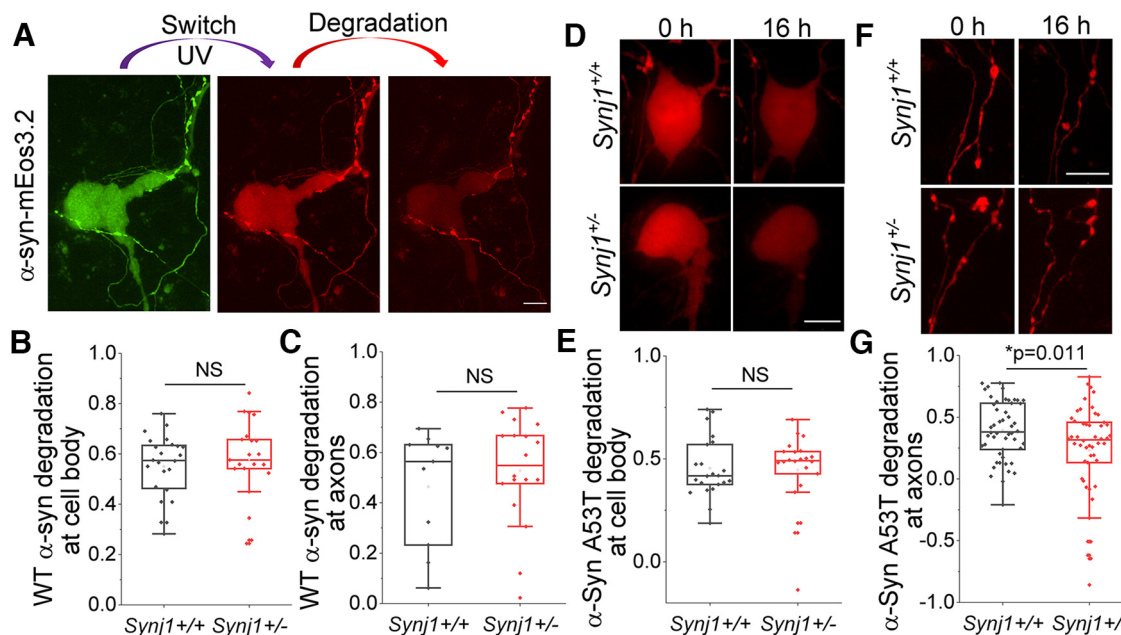 A
Switch
UV
Degradation
α-syn-mEos3.2
D
0 h
16 h
Synj1+/+
Synj1+/-
F
0 h
16 h
Synj1+/+
Synj1+/-
B
WT α-syn degradation
at cell body
1.0
0.8
0.6
0.4
0.2
0.0
NS
Synj1+/+
Synj1+/-
C
WT α-syn degradation
at axons
1.0
0.8
0.6
0.4
0.2
0.0
NS
Synj1+/+
Synj1+/-
E
α-Syn A53T degradation
at cell body
1.0
0.5
0.0
NS
Synj1+/+
Synj1+/-
G
α-Syn A53T degradation
at axons
1.0
0.5
0.0
-0.5
-1.0
*p=0.011
Synj1+/+
Synj1+/